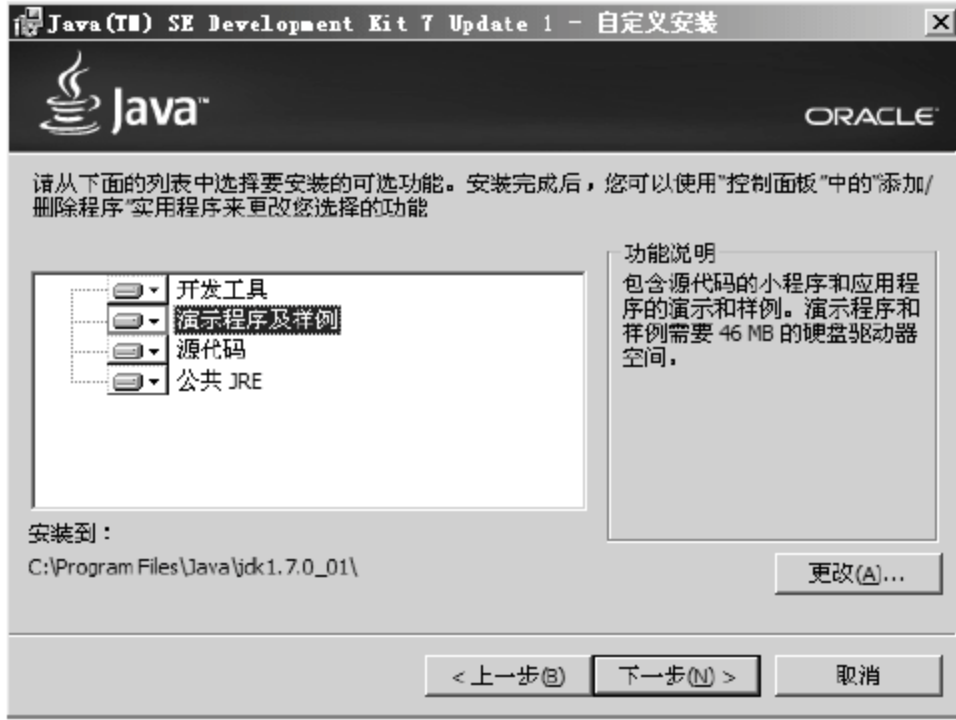 Java(TM) SE Development Kit 7 Update 1 - 自定义安装
Java™
ORACLE
请从下面的列表中选择要安装的可选功能。安装完成后，您可以使用"控制面板"中的"添加/
删除程序"实用程序来更改您选择的功能
开发工具
演示程序及样例
源代码
公共 JRE
功能说明
包含源代码的小程序和应用程
序的演示和样例。演示程序和
样例需要 46 MB 的硬盘驱动器
空间。
安装到：
C:\Program Files\Java\jdk1.7.0_01\
更改(A)...
< 上一步(B)
下一步(N) >
取消